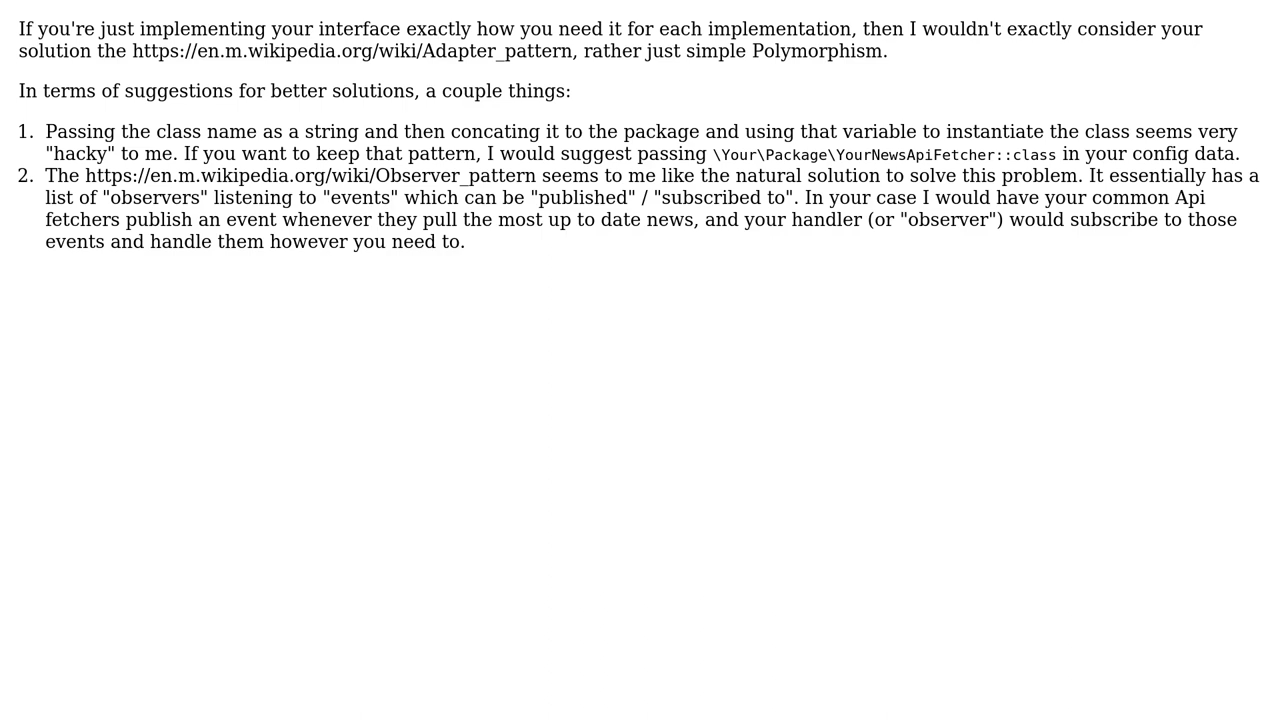 If you're just implementing your interface exactly how you need it for each implementation, then I wouldn't exactly consider your
solution the https://en.m.wikipedia.org/wiki/Adapter_pattern, rather just simple Polymorphism.
In terms of suggestions for better solutions, a couple things:
1. Passing the class name as a string and then concating it to the package and using that variable to instantiate the class seems very
"hacky" to me. If you want to keep that pattern, I would suggest passing \Your\Package\YourNewsApiFetcher::class in your config data.
2. The https://en.m.wikipedia.org/wiki/Observer_pattern seems to me like the natural solution to solve this problem. It essentially has a
list of "observers" listening to "events" which can be "published" / "subscribed to". In your case I would have your common Api
fetchers publish an event whenever they pull the most up to date news, and your handler (or "observer") would subscribe to those
events and handle them however you need to.